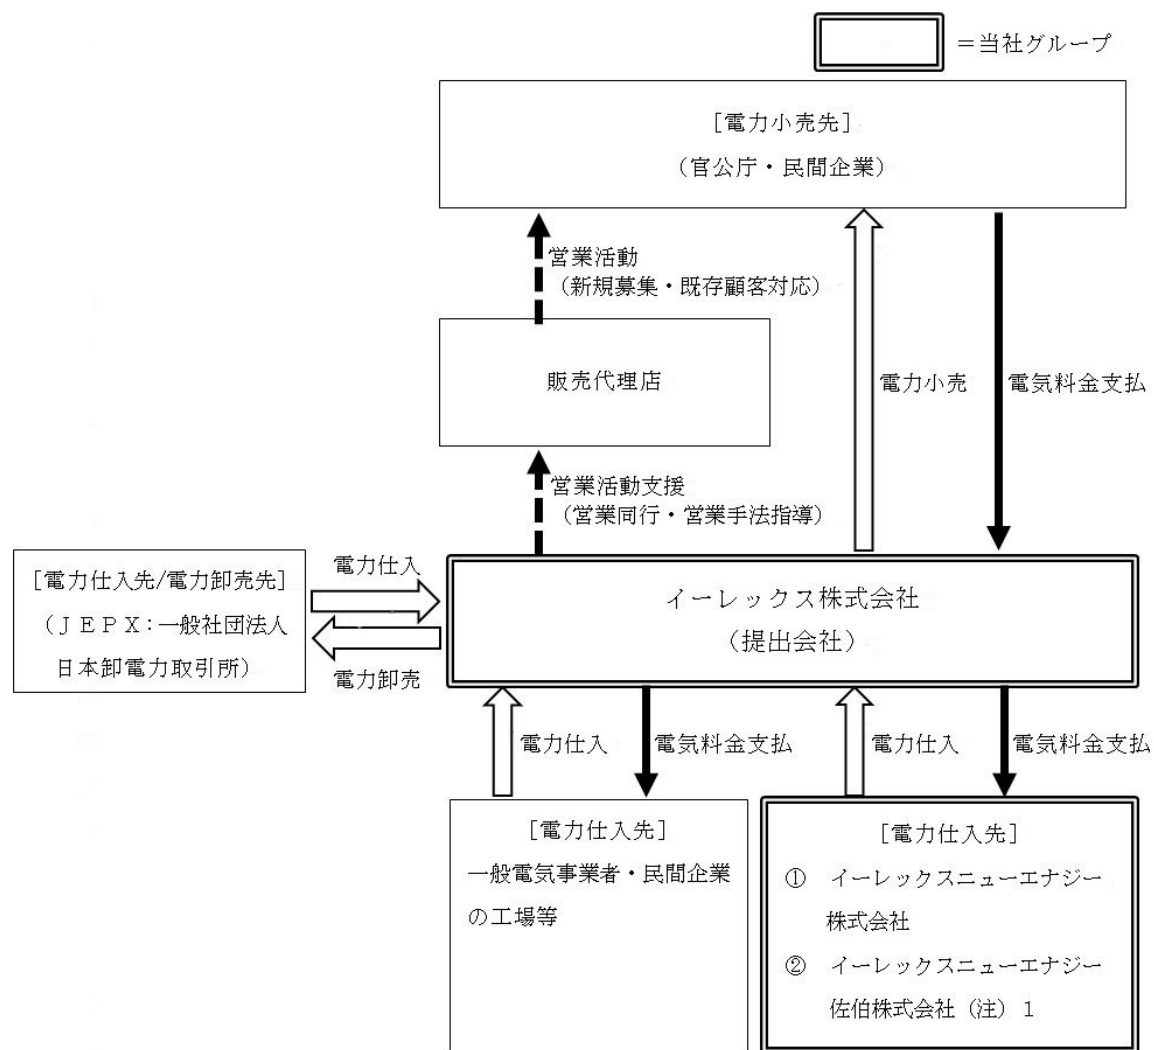 ＝当社グループ
［電力小売先］
（官公庁・民間企業）
営業活動
（新規募集・既存顧客対応）
販売代理店
電力小売
電気料金支払
営業活動支援
（営業同行・営業手法指導）
［電力仕入先/電力卸売先］
（ＪＥＰＸ：一般社団法人
日本卸電力取引所）
電力仕入
電力卸売
イーレックス株式会社
（提出会社）
電力仕入
電気料金支払
電力仕入
電気料金支払
［電力仕入先］
一般電気事業者・民間企業
の工場等
［電力仕入先］
①　イーレックスニューエナジー
株式会社
②　イーレックスニューエナジー
佐伯株式会社（注）１